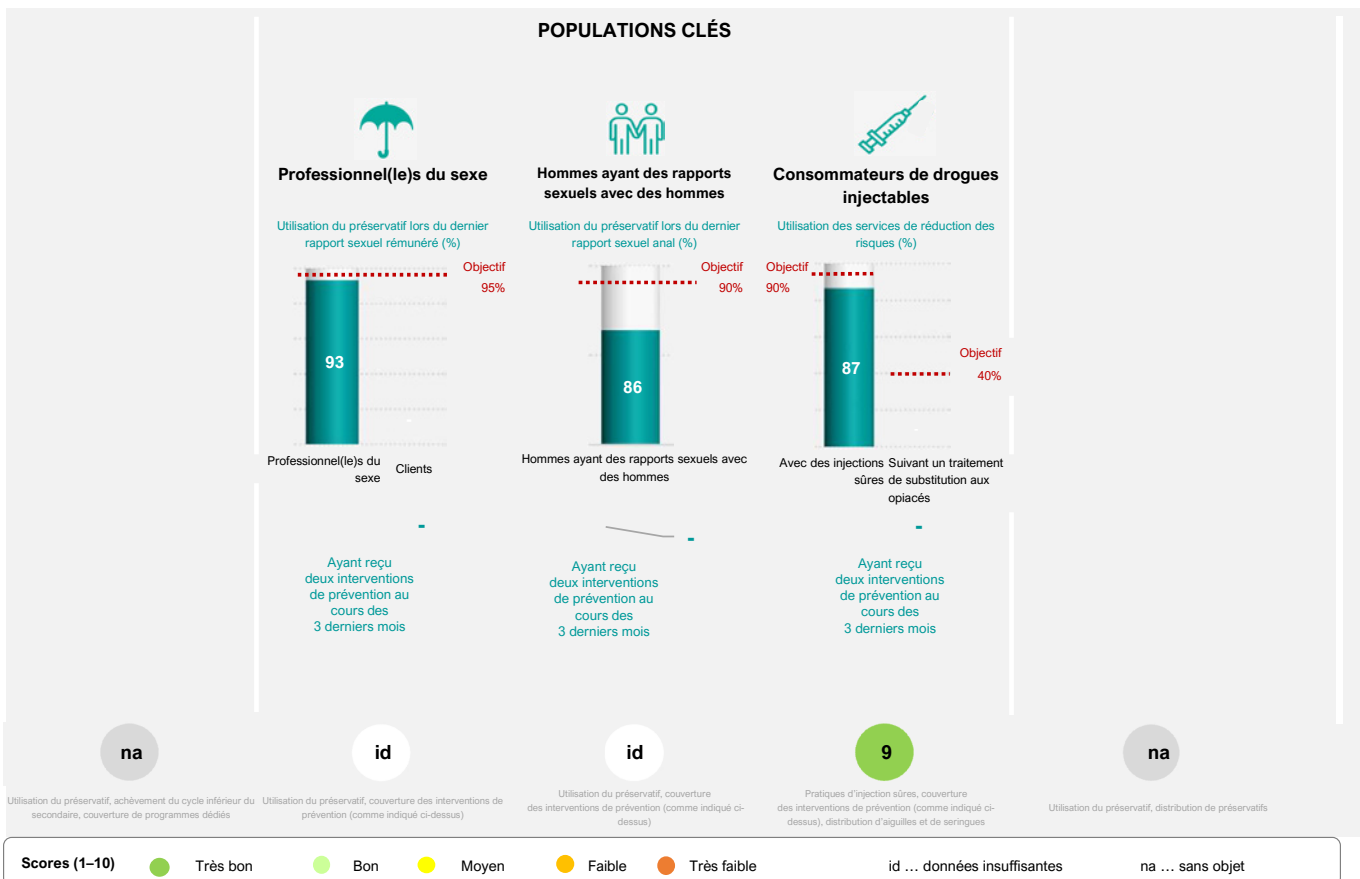 POPULATIONS CLÉS
Professionnel(le)s du sexe
Utilisation du préservatif lors du dernier
rapport sexuel rémunéré (%)
Objectif
95%
93
Professionnel(le)s du
sexe
Clients
-
Ayant reçu
deux interventions
de prévention au
cours des
3 derniers mois
Hommes ayant des rapports
sexuels avec des hommes
Utilisation du préservatif lors du dernier
rapport sexuel anal (%)
Objectif
90%
86
Hommes ayant des rapports sexuels avec
des hommes
-
Ayant reçu
deux interventions
de prévention au
cours des
3 derniers mois
Consommateurs de drogues
injectables
Utilisation des services de réduction des
risques (%)
Objectif
90%
87
Objectif
40%
Avec des injections
sûres
Suivant un traitement
de substitution aux
opiacés
-
Ayant reçu
deux interventions
de prévention au
cours des
3 derniers mois
na
Utilisation du préservatif, achèvement du cycle inférieur du
secondaire, couverture de programmes dédiés
id
Utilisation du préservatif, couverture des interventions de
prévention (comme indiqué ci-dessus)
id
Utilisation du préservatif, couverture
des interventions de prévention (comme indiqué ci-
dessus)
9
Pratiques d'injection sûres, couverture
des interventions de prévention (comme indiqué ci-
dessus), distribution d'aiguilles et de seringues
na
Utilisation du préservatif, distribution de préservatifs
Scores (1–10) Très bon Bon Moyen Faible Très faible id … données insuffisantes na … sans objet